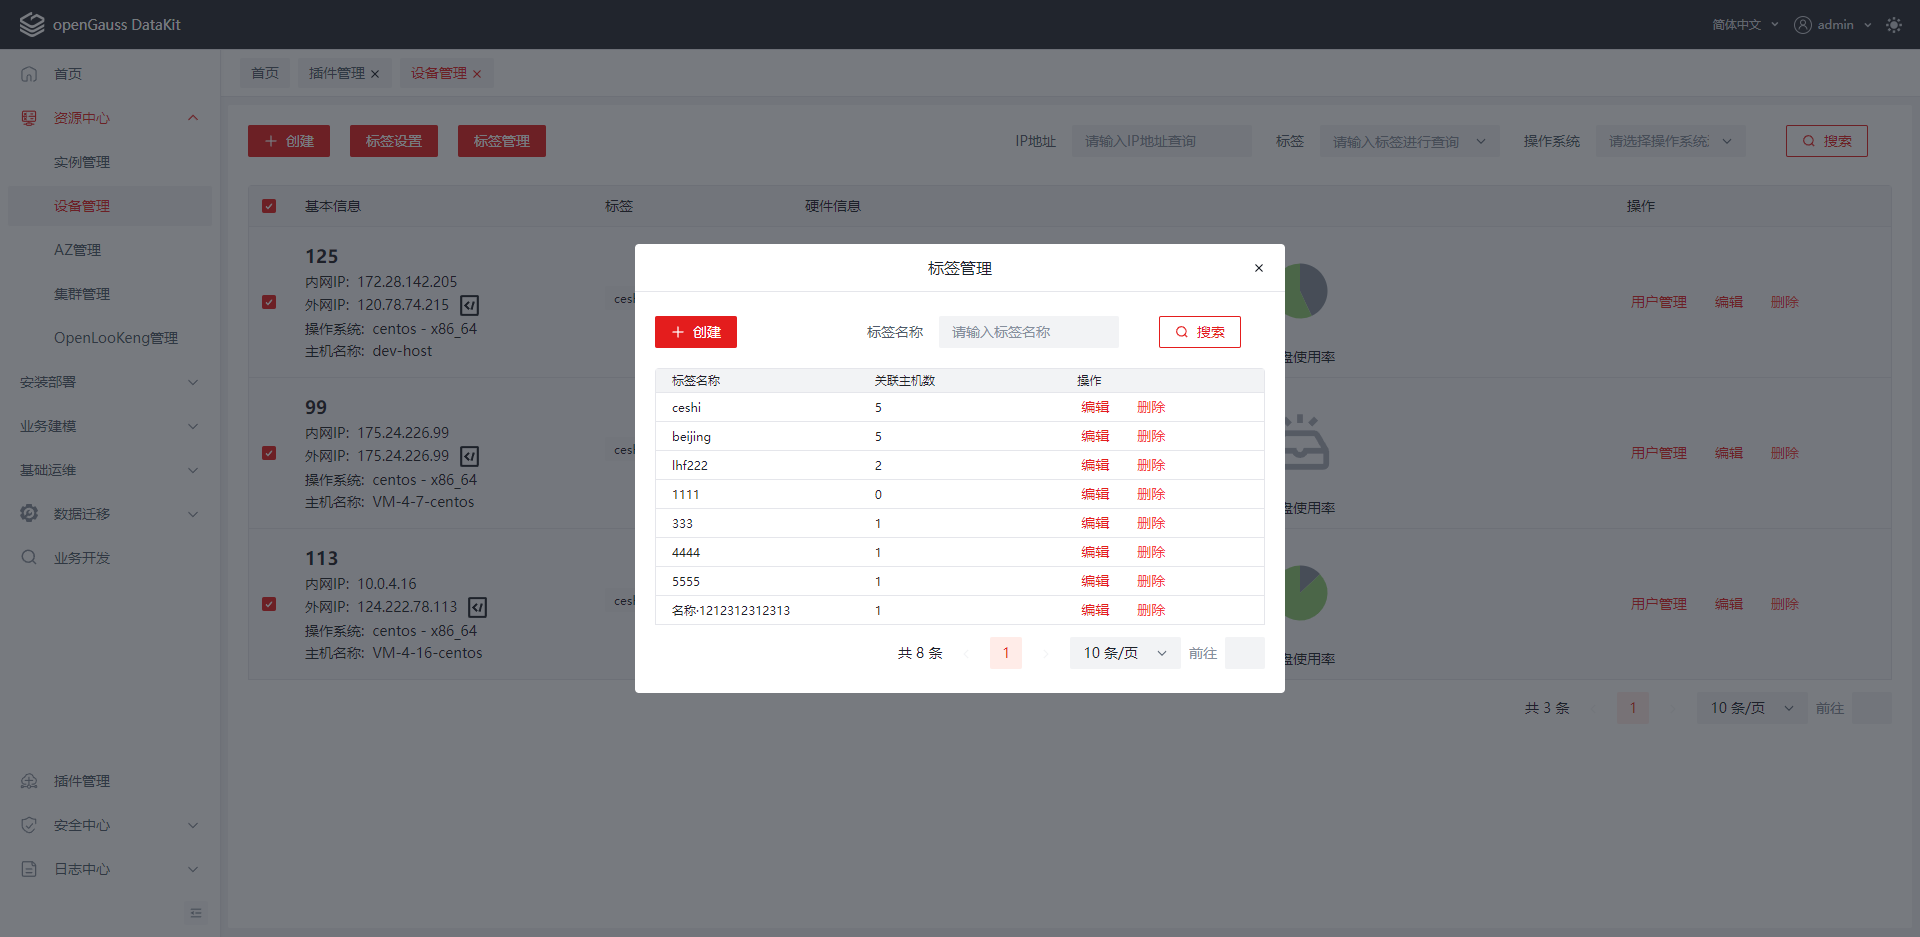 openGauss DataKit
简体中文 admin
首页
资源中心
实例管理
设备管理
AZ管理
集群管理
OpenLooKeng管理
安装部署
业务建模
基础运维
数据迁移
业务开发
插件管理
安全中心
日志中心
首页 插件管理 设备管理
创建 标签设置 标签管理 IP地址 请输入IP地址查询 标签 请输入标签进行查询 操作系统 请选择操作系统 搜索
基本信息 标签 硬件信息 操作
125
内网IP: 172.28.142.205
外网IP: 120.78.74.215
操作系统: centos - x86_64
主机名称: dev-host
cesh
盘使用率
用户管理 编辑 删除
99
内网IP: 175.24.226.99
外网IP: 175.24.226.99
操作系统: centos - x86_64
主机名称: VM-4-7-centos
cesh
盘使用率
用户管理 编辑 删除
113
内网IP: 10.0.4.16
外网IP: 124.222.78.113
操作系统: centos - x86_64
主机名称: VM-4-16-centos
cesh
盘使用率
用户管理 编辑 删除
共 3 条 1 10 条/页 前往
标签管理
创建 标签名称 请输入标签名称 搜索
标签名称 关联主机数 操作
ceshi 5 编辑 删除
beijing 5 编辑 删除
lhf222 2 编辑 删除
1111 0 编辑 删除
333 1 编辑 删除
4444 1 编辑 删除
5555 1 编辑 删除
名称·1212312312313 1 编辑 删除
共 8 条 1 10 条/页 前往